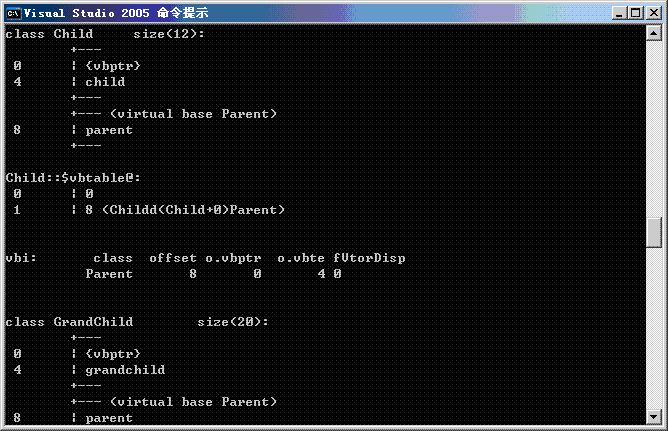 Visual Studio 2005 命令提示
class Child     size(12):
        +---
 0      | {vbptr}
 4      | child
        +---
        +--- (virtual base Parent)
 8      | parent
        +---
Child::$vbtable@:
 0      | 0
 1      | 8 (Childd(Child+0)Parent)
vbi:       class  offset o.vbptr  o.vbte fVtorDisp
          Parent       8       0       4 0
class GrandChild        size(20):
        +---
 0      | {vbptr}
 4      | grandchild
        +---
        +--- (virtual base Parent)
 8      | parent